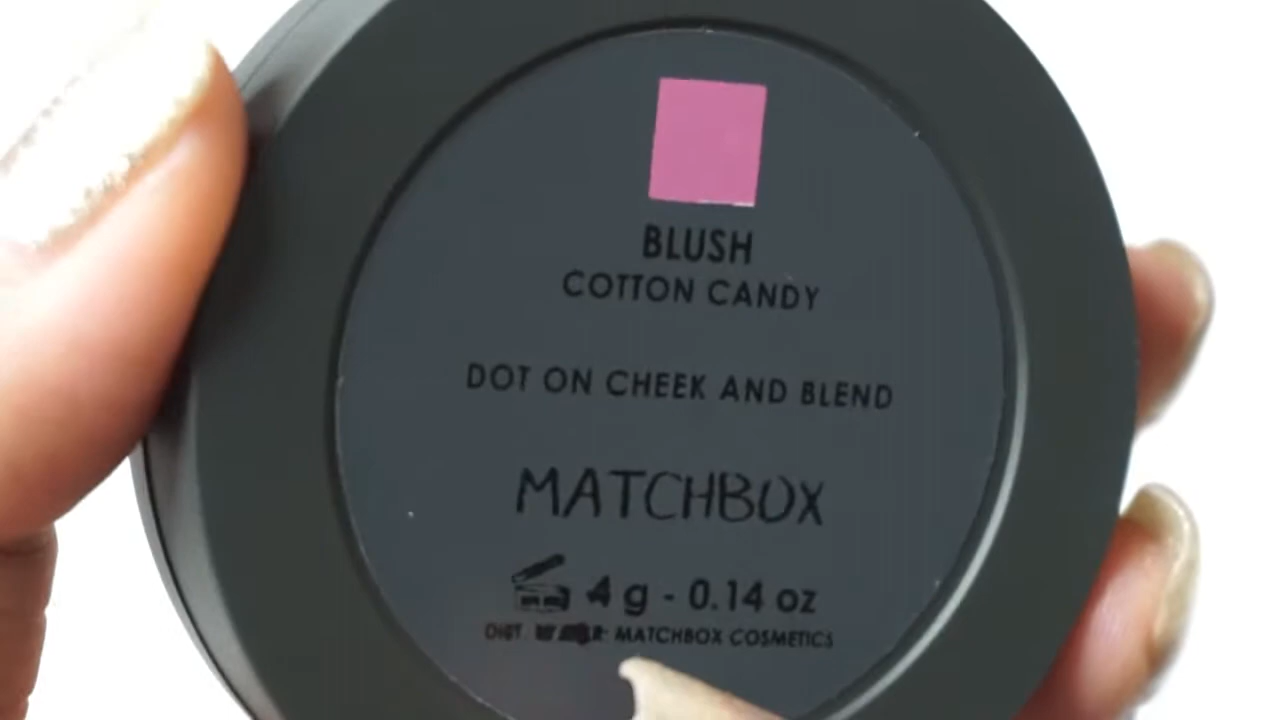 BLUSH
COTTON CANDY
DOT ON CHEEK AND BLEND
MATCHBOX
4 g - 0.14 oz
MATCHBOX COSMETICS